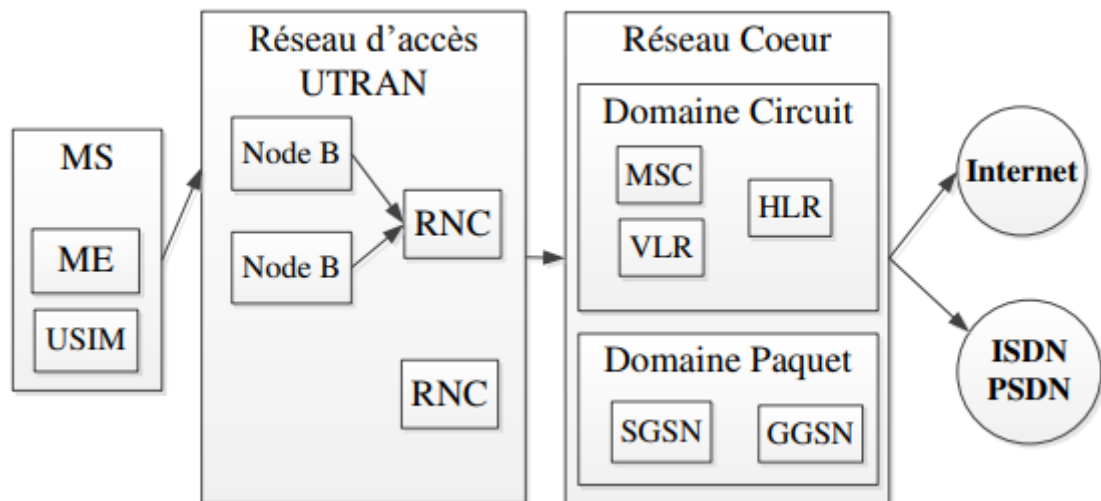 MS
ME
USIM
Réseau d'accès
UTRAN
Node B
Node B
RNC
RNC
Réseau Coeur
Domaine Circuit
MSC
VLR
HLR
Domaine Paquet
SGSN
GGSN
Internet
ISDN
PSDN